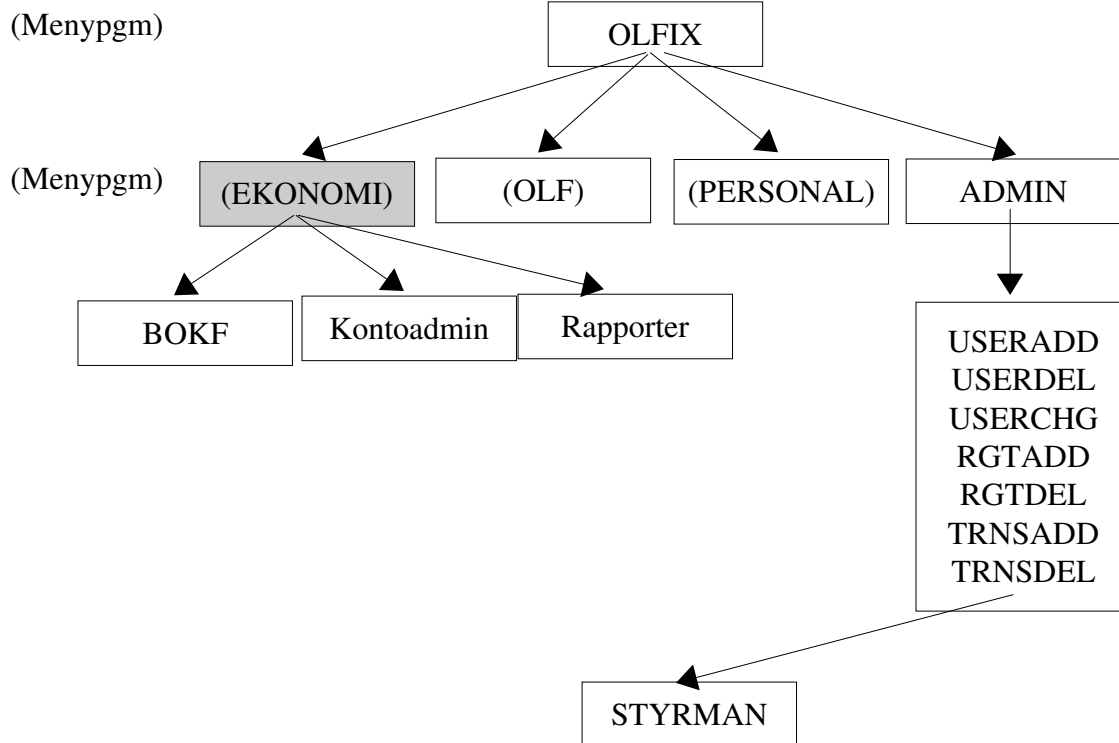 (Menypgm)
OLFIX
(Menypgm)
(EKONOMI)
(OLF)
(PERSONAL)
ADMIN
BOKF
Kontoadmin
Rapporter
USERADD
USERDEL
USERCHG
RGTADD
RGTDEL
TRNSADD
TRNSDEL
STYRMAN